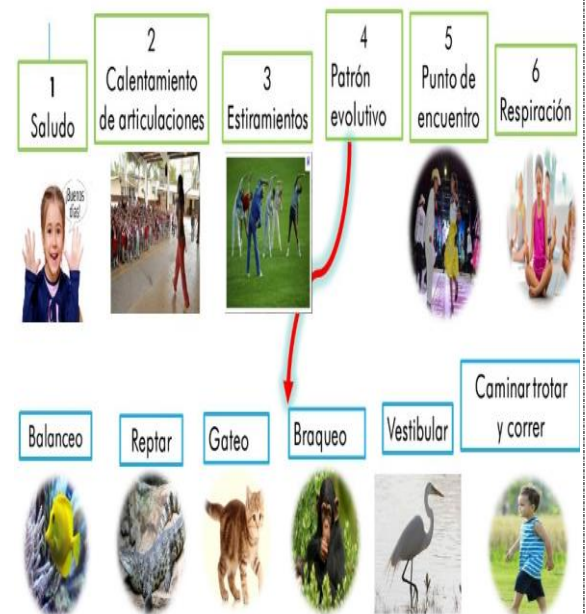 1
Saludo
2
Calentamiento
de articulaciones
3
Estiramientos
4
Patrón
evolutivo
5
Punto de
encuentro
6
Respiración
¡Buenos
días!
Balanceo
Reptar
Gateo
Braqueo
Vestibular
Caminar trotar
y correr